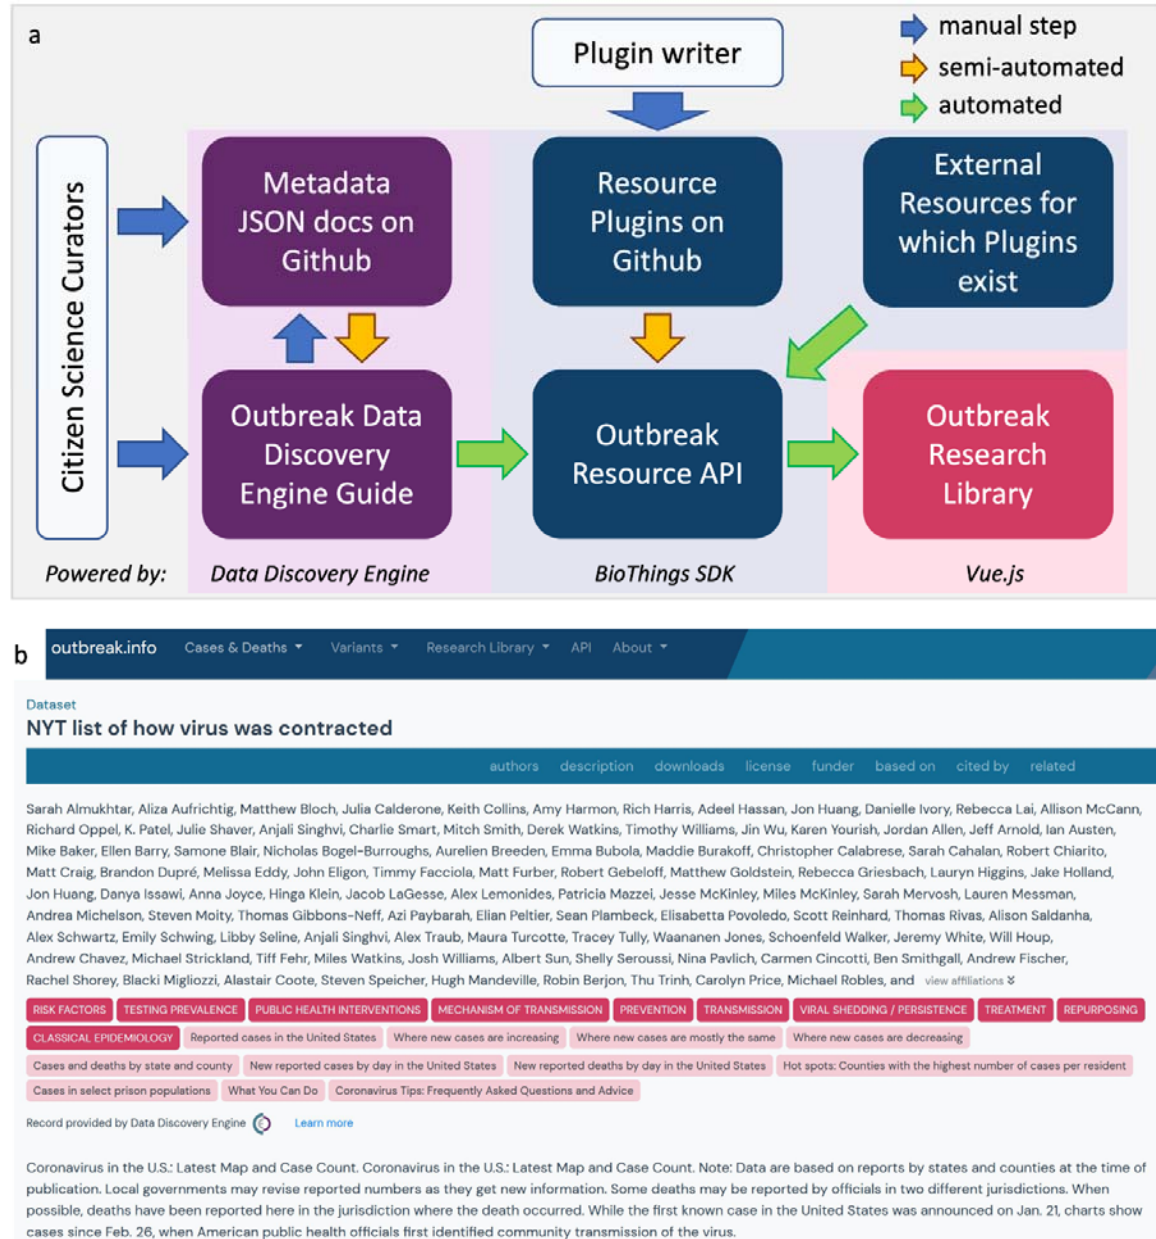 a
Plugin writer
manual step
semi-automated
automated
Citizen Science Curators
Metadata
JSON docs on
Github
Resource
Plugins on
Github
External
Resources for
which Plugins
exist
Outbreak Data
Discovery
Engine Guide
Outbreak
Resource API
Outbreak
Research
Library
Powered by:
Data Discovery Engine
BioThings SDK
Vue.js
b
outbreak.info Cases & Deaths Variants Research Library API About
Dataset
NYT list of how virus was contracted
authors description downloads license funder based on cited by related
Sarah Almukhtar, Aliza Aufrichtig, Matthew Bloch, Julia Calderone, Keith Collins, Amy Harmon, Rich Harris, Adeel Hassan, Jon Huang, Danielle Ivory, Rebecca Lai, Allison McCann,
Richard Oppel, K. Patel, Julie Shaver, Anjali Singhvi, Charlie Smart, Mitch Smith, Derek Watkins, Timothy Williams, Jin Wu, Karen Yourish, Jordan Allen, Jeff Arnold, Ian Austen,
Mike Baker, Ellen Barry, Samone Blair, Nicholas Bogel-Burroughs, Aurelien Breeden, Emma Bubola, Maddie Burakoff, Christopher Calabrese, Sarah Cahalan, Robert Chiarito,
Matt Craig, Brandon Dupré, Melissa Eddy, John Eligon, Timmy Facciola, Matt Furber, Robert Gebeloff, Matthew Goldstein, Rebecca Griesbach, Lauryn Higgins, Jake Holland,
Jon Huang, Danya Issawi, Anna Joyce, Hinga Klein, Jacob LaGesse, Alex Lemonides, Patricia Mazzei, Jesse McKinley, Miles McKinley, Sarah Mervosh, Lauren Messman,
Andrea Michelson, Steven Moity, Thomas Gibbons-Neff, Azi Paybarah, Elian Peltier, Sean Plambeck, Elisabetta Povoledo, Scott Reinhard, Thomas Rivas, Alison Saldanha,
Alex Schwartz, Emily Schwing, Libby Seline, Anjali Singhvi, Alex Traub, Maura Turcotte, Tracey Tully, Waananen Jones, Schoenfeld Walker, Jeremy White, Will Houp,
Andrew Chavez, Michael Strickland, Tiff Fehr, Miles Watkins, Josh Williams, Albert Sun, Shelly Seroussi, Nina Pavlich, Carmen Cincotti, Ben Smithgall, Andrew Fischer,
Rachel Shorey, Blacki Migliozzi, Alastair Coote, Steven Speicher, Hugh Mandeville, Robin Berjon, Thu Trinh, Carolyn Price, Michael Robles, and view affiliations
RISK FACTORS TESTING PREVALENCE PUBLIC HEALTH INTERVENTIONS MECHANISM OF TRANSMISSION PREVENTION TRANSMISSION VIRAL SHEDDING / PERSISTENCE TREATMENT REPURPOSING
CLASSICAL EPIDEMIOLOGY Reported cases in the United States Where new cases are increasing Where new cases are mostly the same Where new cases are decreasing
Cases and deaths by state and county New reported cases by day in the United States New reported deaths by day in the United States Hot spots: Counties with the highest number of cases per resident
Cases in select prison populations What You Can Do Coronavirus Tips: Frequently Asked Questions and Advice
Record provided by Data Discovery Engine Learn more
Coronavirus in the U.S.: Latest Map and Case Count. Coronavirus in the U.S.: Latest Map and Case Count. Note: Data are based on reports by states and counties at the time of
publication. Local governments may revise reported numbers as they get new information. Some deaths may be reported by officials in two different jurisdictions. When
possible, deaths have been reported here in the jurisdiction where the death occurred. While the first known case in the United States was announced on Jan. 21, charts show
cases since Feb. 26, when American public health officials first identified community transmission of the virus.